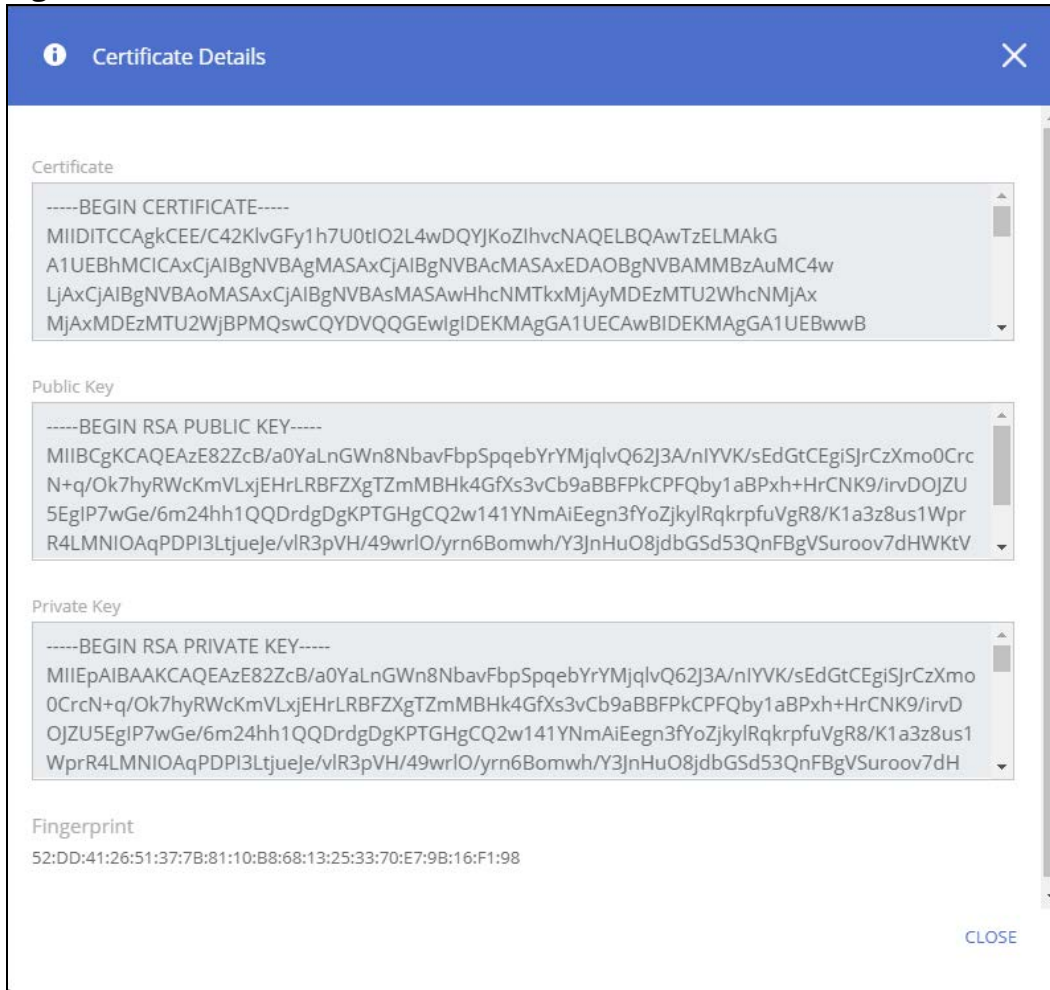 Certificate Details
Certificate
-----BEGIN CERTIFICATE-----
MIIDITCCAgkCEE/C42KlvGFy1h7U0tIO2L4wDQYJKoZIhvcNAQELBQAwTzELMAkG
A1UEBhMCICAxCjAIBgNVBAgMASAxCjAIBgNVBAcMASAxEDAOBgNVBAMMBzAuMC4w
LjAxCjAIBgNVBAoMASAxCjAIBgNVBAsMASAwHhcNMTkxMjAyMDEzMTU2WhcNMjAx
MjAxMDEzMTU2WjBPMQswCQYDVQQGEwIgIDEKMAgGA1UECAwBIDEKMAgGA1UEBwwB
Public Key
-----BEGIN RSA PUBLIC KEY-----
MIIBCgKCAQEAzE82ZcB/a0YaLnGWn8NbavFbpSpqebYrYMjqlvQ62J3A/nIYVK/sEdGtCEgiSJrCzXmo0Crc
N+q/Ok7hyRWcKmVLxjEHrLRBFZXgTZmMBHk4GfXs3vCb9aBBFPkCPFQby1aBPxh+HrCNK9/irvDOJZU
5EgIP7wGe/6m24hh1QQDrdgDgKPTGHgCQ2w141YNmAiEegn3fYoZjkylRqkrpfuVgR8/K1a3z8us1Wpr
R4LMNIOAqPDPI3LtjueJe/vlR3pVH/49wrlO/yrn6Bomwh/Y3JnHuO8jdbGSd53QnFBgVSuroov7dHWKtV
Private Key
-----BEGIN RSA PRIVATE KEY-----
MIIEpAIBAAKCAQEAzE82ZcB/a0YaLnGWn8NbavFbpSpqebYrYMjqlvQ62J3A/nIYVK/sEdGtCEgiSJrCzXmo
0CrcN+q/Ok7hyRWcKmVLxjEHrLRBFZXgTZmMBHk4GfXs3vCb9aBBFPkCPFQby1aBPxh+HrCNK9/irvD
OJZU5EgIP7wGe/6m24hh1QQDrdgDgKPTGHgCQ2w141YNmAiEegn3fYoZjkylRqkrpfuVgR8/K1a3z8us1
WprR4LMNIOAqPDPI3LtjueJe/vlR3pVH/49wrlO/yrn6Bomwh/Y3JnHuO8jdbGSd53QnFBgVSuroov7dH
Fingerprint
52:DD:41:26:51:37:7B:81:10:B8:68:13:25:33:70:E7:9B:16:F1:98
CLOSE